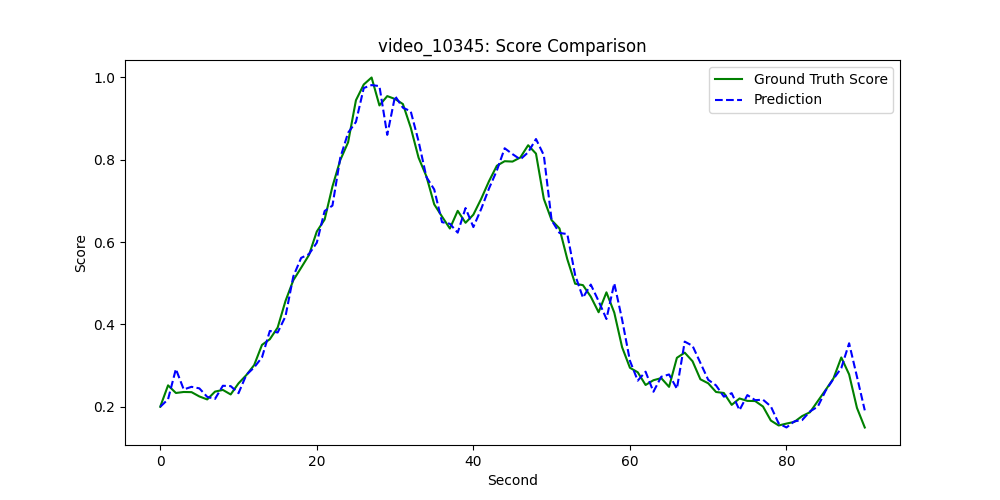 video_10345: Score Comparison
Ground Truth Score
Prediction
1.0
0.8
0.6
0.4
0.2
Score
0 20 40 60 80
Second